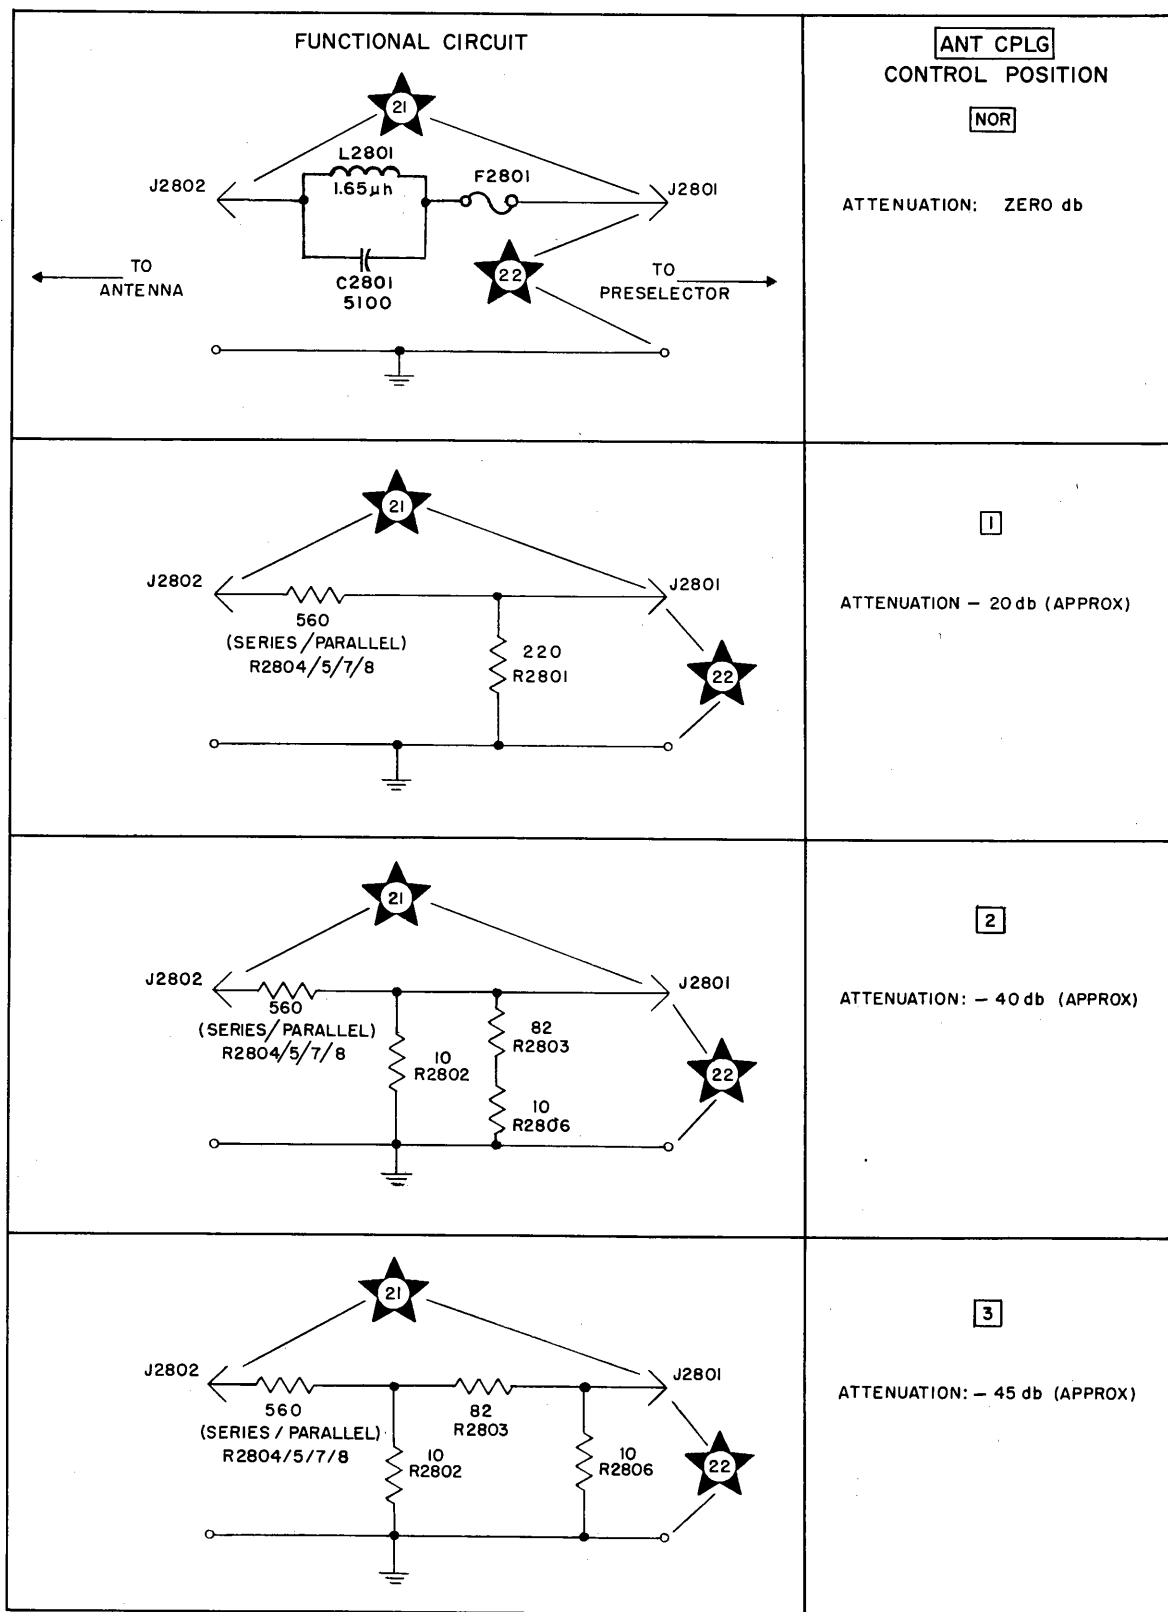 FUNCTIONAL CIRCUIT
ANT CPLG
CONTROL POSITION
NOR
21
L2801
1.65µh
F2801
J2802
J2801
ATTENUATION: ZERO db
C2801
5100
22
TO
ANTENNA
TO
PRESELECTOR
21
1
J2802
J2801
560
(SERIES/PARALLEL)
R2804/5/7/8
220
R2801
22
ATTENUATION – 20 db (APPROX)
21
2
J2802
J2801
560
(SERIES/PARALLEL)
R2804/5/7/8
10
R2802
82
R2803
10
R2806
22
ATTENUATION: – 40 db (APPROX)
21
3
J2802
J2801
560
(SERIES / PARALLEL)
R2804/5/7/8
82
R2803
10
R2802
10
R2806
22
ATTENUATION: – 45 db (APPROX)